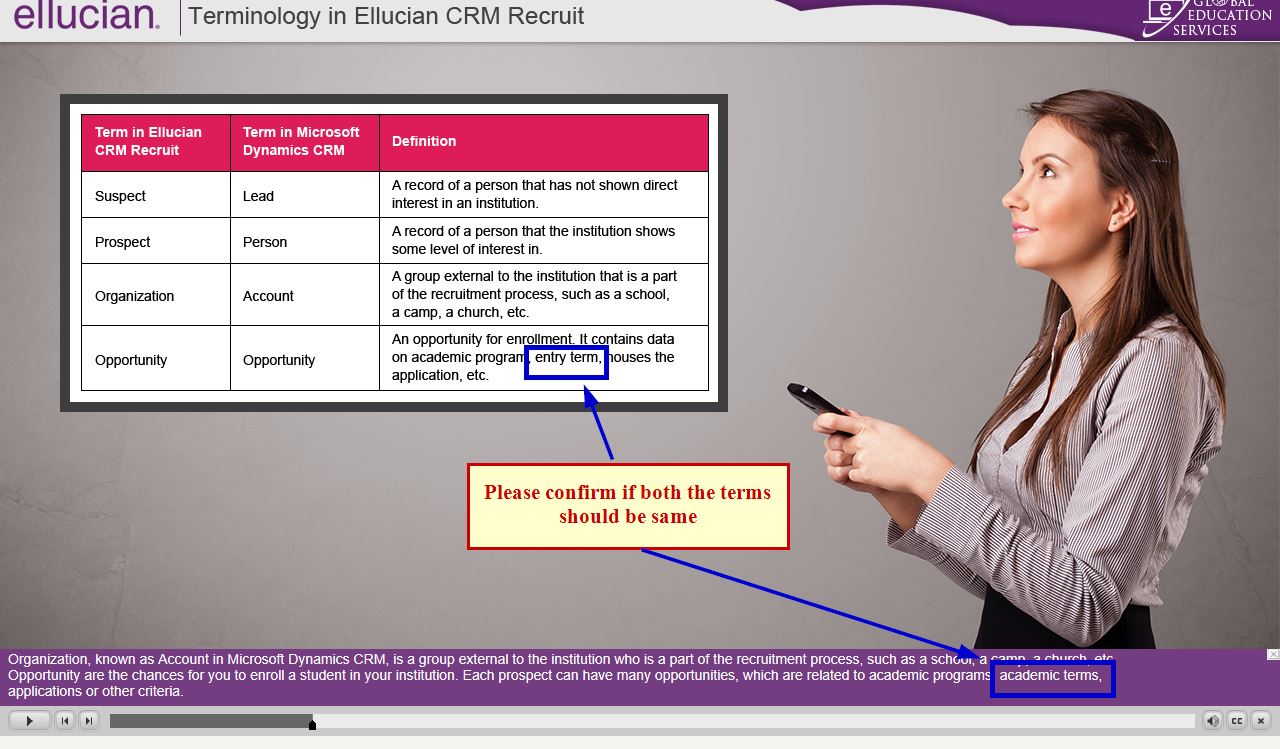 ellucian®
Terminology in Ellucian CRM Recruit
GLOBAL
EDUCATION
SERVICES
e
Term in Ellucian
CRM Recruit
Term in Microsoft
Dynamics CRM
Definition
Suspect
Lead
A record of a person that has not shown direct
interest in an institution.
Prospect
Person
A record of a person that the institution shows
some level of interest in.
Organization
Account
A group external to the institution that is a part
of the recruitment process, such as a school,
a camp, a church, etc.
Opportunity
Opportunity
An opportunity for enrollment. It contains data
on academic program, entry term, houses the
application, etc.
Please confirm if both the terms
should be same
Organization, known as Account in Microsoft Dynamics CRM, is a group external to the institution who is a part of the recruitment process, such as a school, a camp, a church, etc.
Opportunity are the chances for you to enroll a student in your institution. Each prospect can have many opportunities, which are related to academic programs, academic terms,
applications or other criteria.
CC